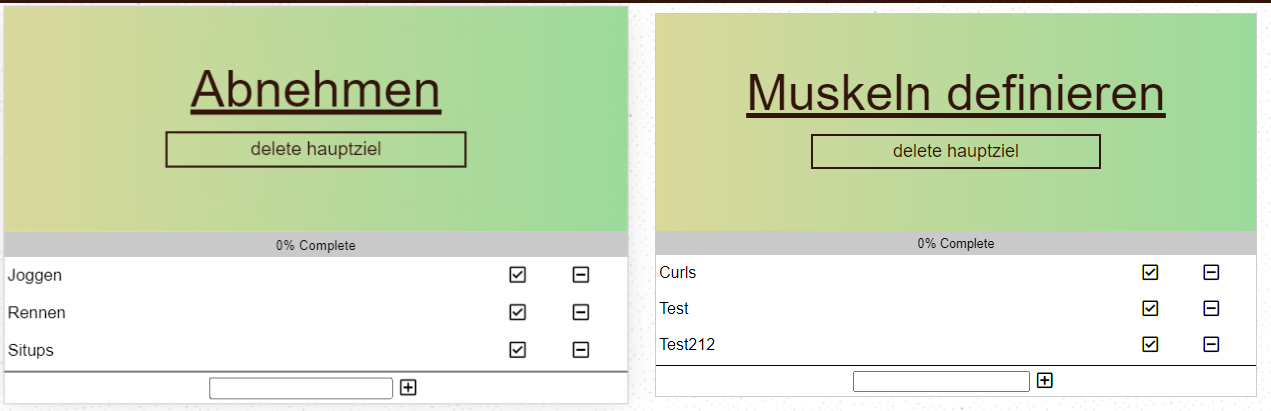 Abnehmen
delete hauptziel
0% Complete
Joggen
Rennen
Situps
Muskeln definieren
delete hauptziel
0% Complete
Curls
Test
Test212